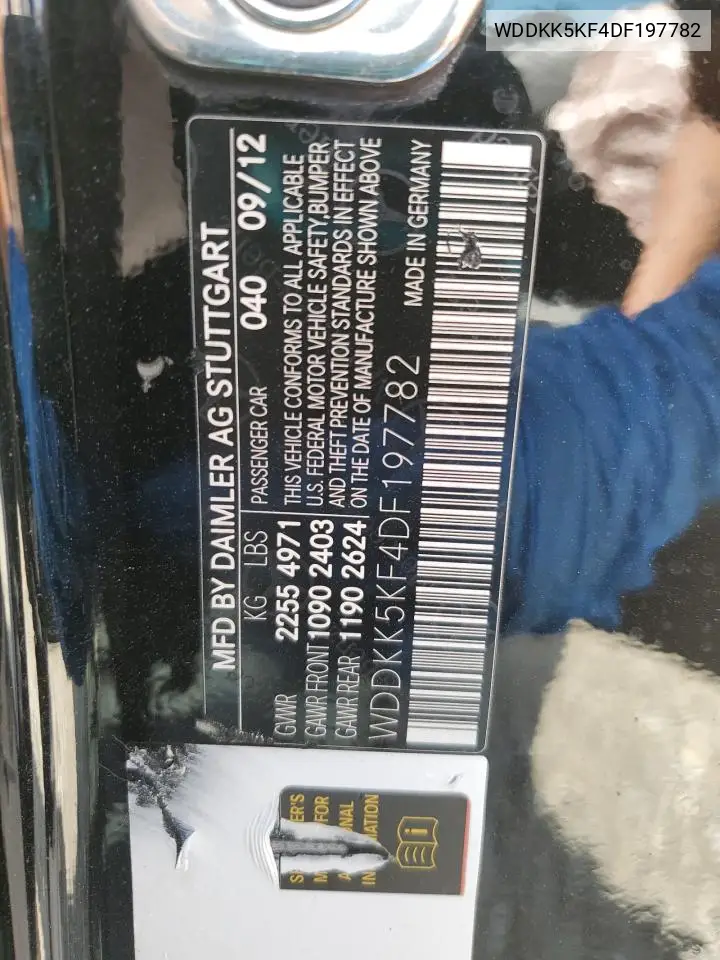 WDDKK5KF4DF197782
MFD BY DAIMLER AG STUTTGART
KG LBS
GVWR 2255 4971
GAWR FRONT 1090 2403
GAWR REAR 1190 2624
PASSENGER CAR 040 09/12
THIS VEHICLE CONFORMS TO ALL APPLICABLE
U.S. FEDERAL MOTOR VEHICLE SAFETY,BUMPER
AND THEFT PREVENTION STANDARDS IN EFFECT
ON THE DATE OF MANUFACTURE SHOWN ABOVE
WDDKK5KF4DF197782 MADE IN GERMANY
FOR
i